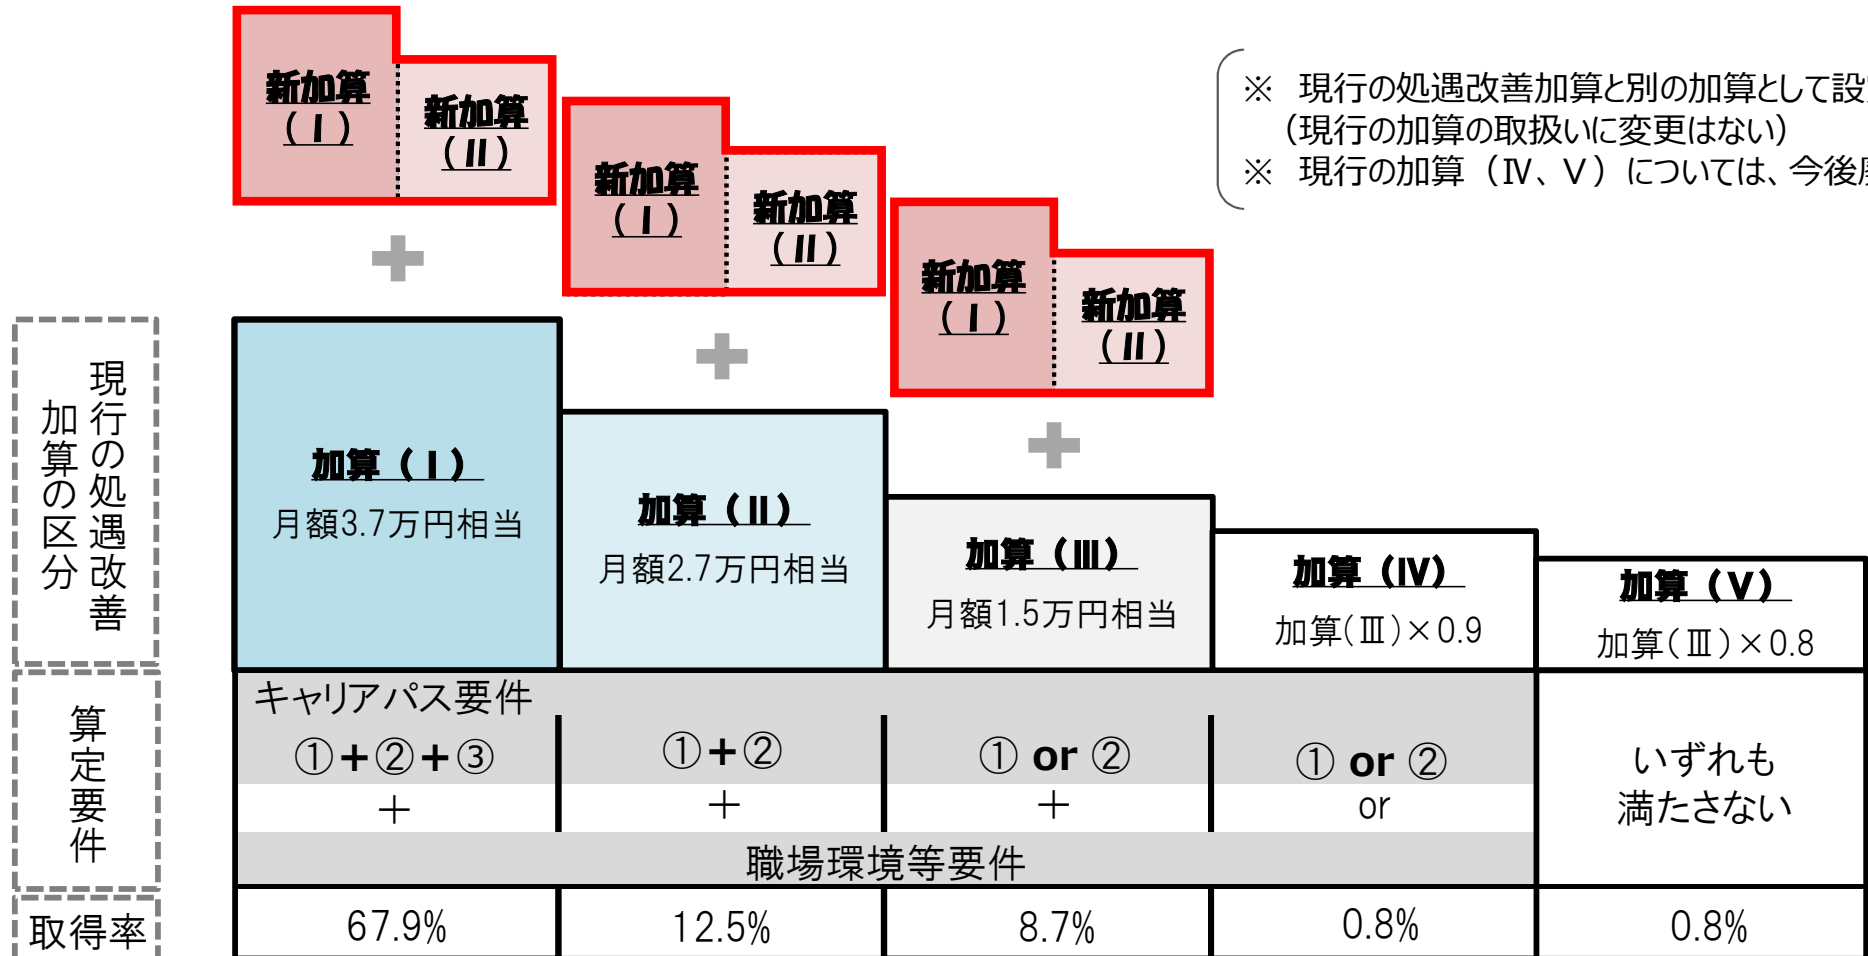 新加算
(Ⅰ)
新加算
(Ⅱ)
新加算
(Ⅰ)
新加算
(Ⅱ)
新加算
(Ⅰ)
新加算
(Ⅱ)
※ 現行の処遇改善加算と別の加算として設
（現行の加算の取扱いに変更はない）
※ 現行の加算（Ⅳ、Ⅴ）については、今後
現行の処遇改善
加算の区分
加算（Ⅰ）
月額3.7万円相当
加算（Ⅱ）
月額2.7万円相当
加算（Ⅲ）
月額1.5万円相当
加算（Ⅳ）
加算(Ⅲ)×0.9
加算（Ⅴ）
加算(Ⅲ)×0.8
算定要件
キャリアパス要件
①+②+③
①+②
① or ②
① or ②
＋
＋
＋
or
職場環境等要件
いずれも
満たさない
取得率
67.9%
12.5%
8.7%
0.8%
0.8%